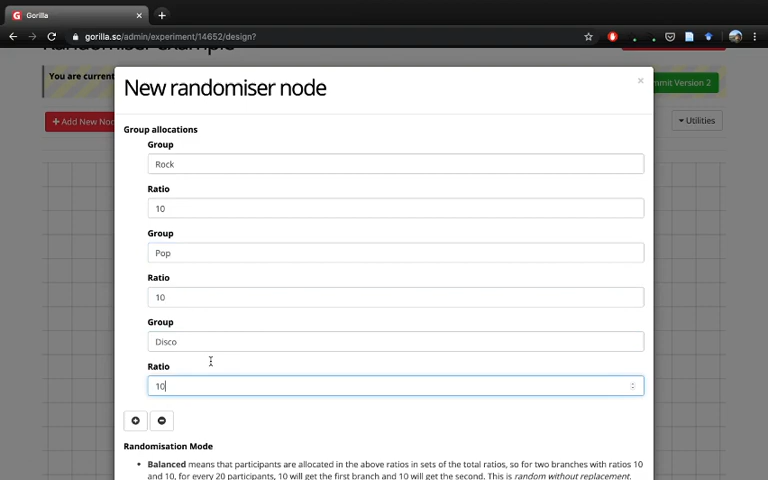 Gorilla
gorilla.sc/admin/experiment/14652/design?
Randomiser example
You are current
mmit Version 2
New randomiser node
×
+ Add New Nod
Utilities
Group allocations
Group
Rock
Ratio
10
Group
Pop
Ratio
10
Group
Disco
Ratio
10
Randomisation Mode
• Balanced means that participants are allocated in the above ratios in sets of the total ratios, so for two branches with ratios 10
and 10, for every 20 participants, 10 will get the first branch and 10 will get the second. This is random without replacement.